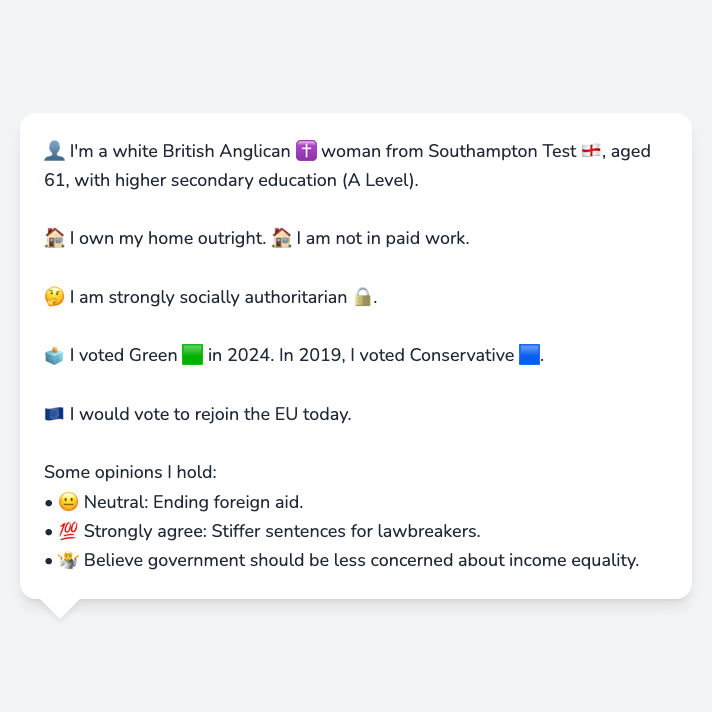 👤 I'm a white British Anglican ✝️ woman from Southampton Test 🏴󠁧󠁢󠁥󠁮󠁧󠁿, aged
61, with higher secondary education (A Level).
🏠 I own my home outright. 🏠 I am not in paid work.
🤔 I am strongly socially authoritarian 🔒.
🗳️ I voted Green 🟩 in 2024. In 2019, I voted Conservative 🟦.
🇪🇺 I would vote to rejoin the EU today.
Some opinions I hold:
• 😐 Neutral: Ending foreign aid.
• 💯 Strongly agree: Stiffer sentences for lawbreakers.
• 🤷‍♀️ Believe government should be less concerned about income equality.